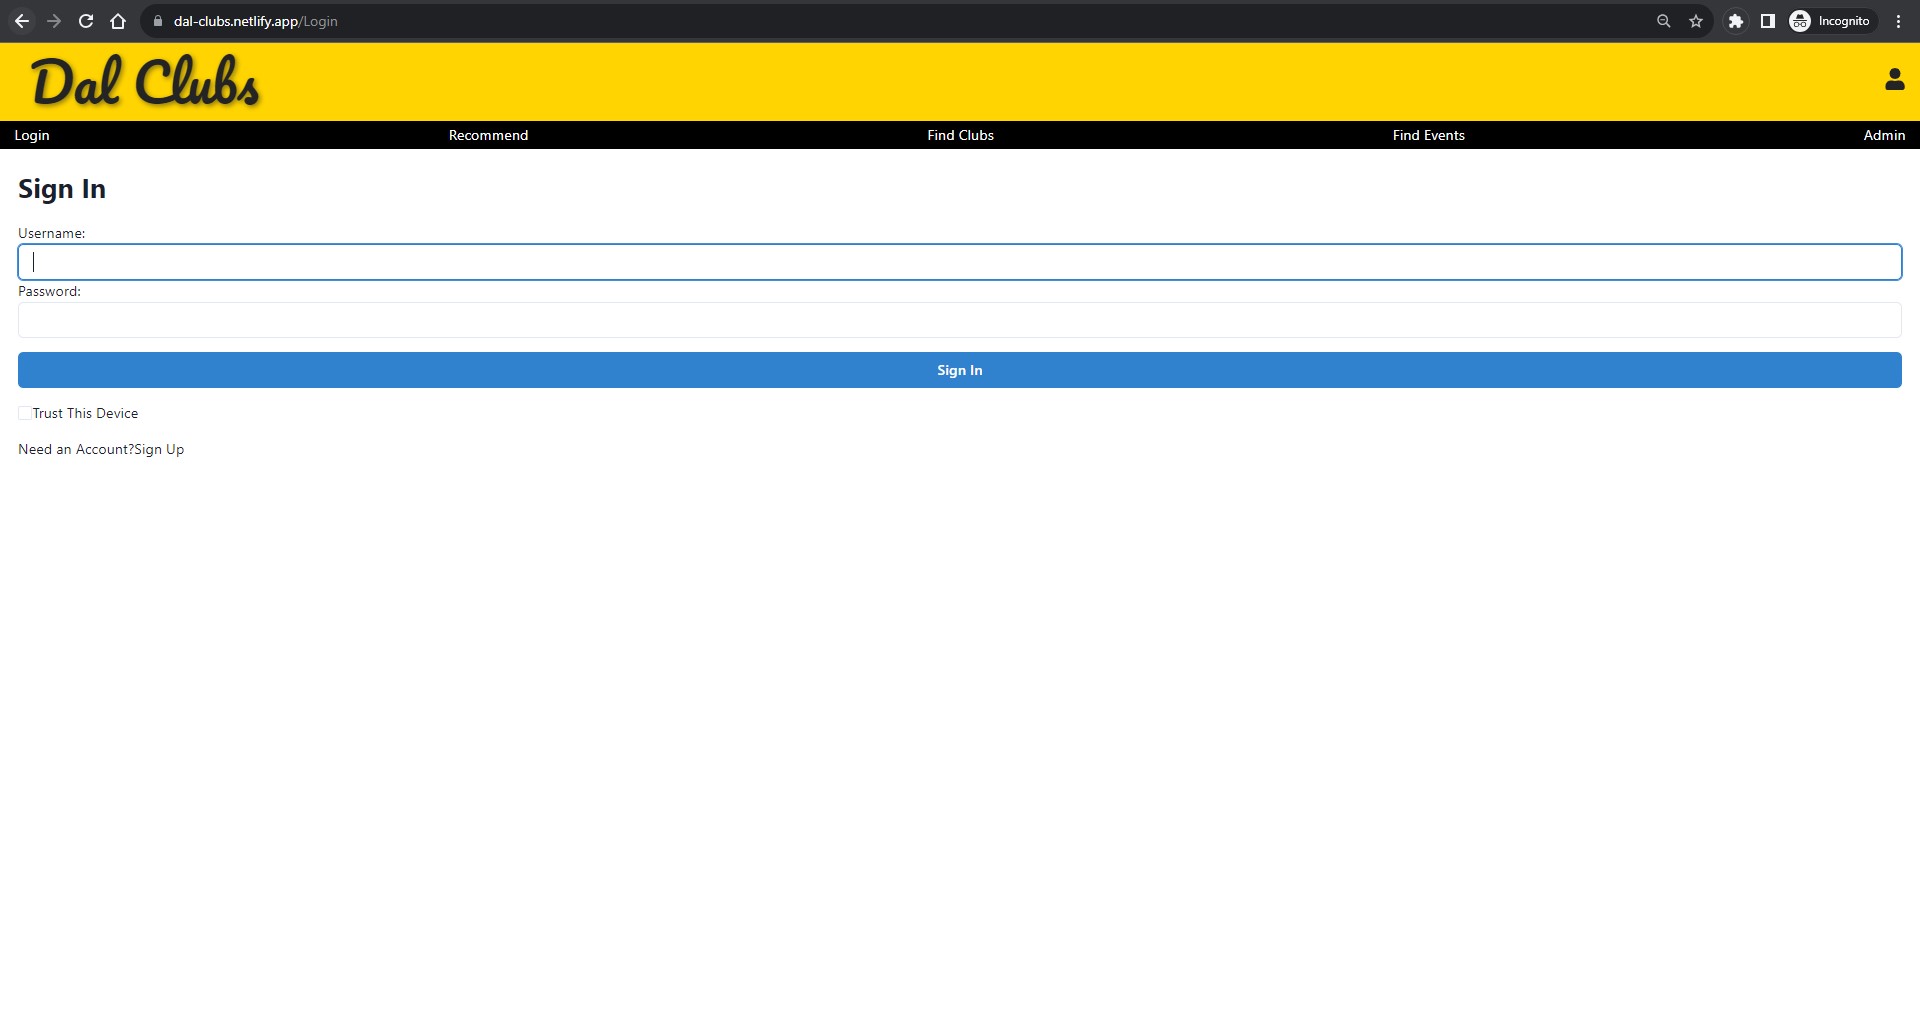 dal-clubs.netlify.app/Login
Incognito
Dal Clubs
Login Recommend Find Clubs Find Events Admin
Sign In
Username:
Password:
Sign In
Trust This Device
Need an Account?Sign Up